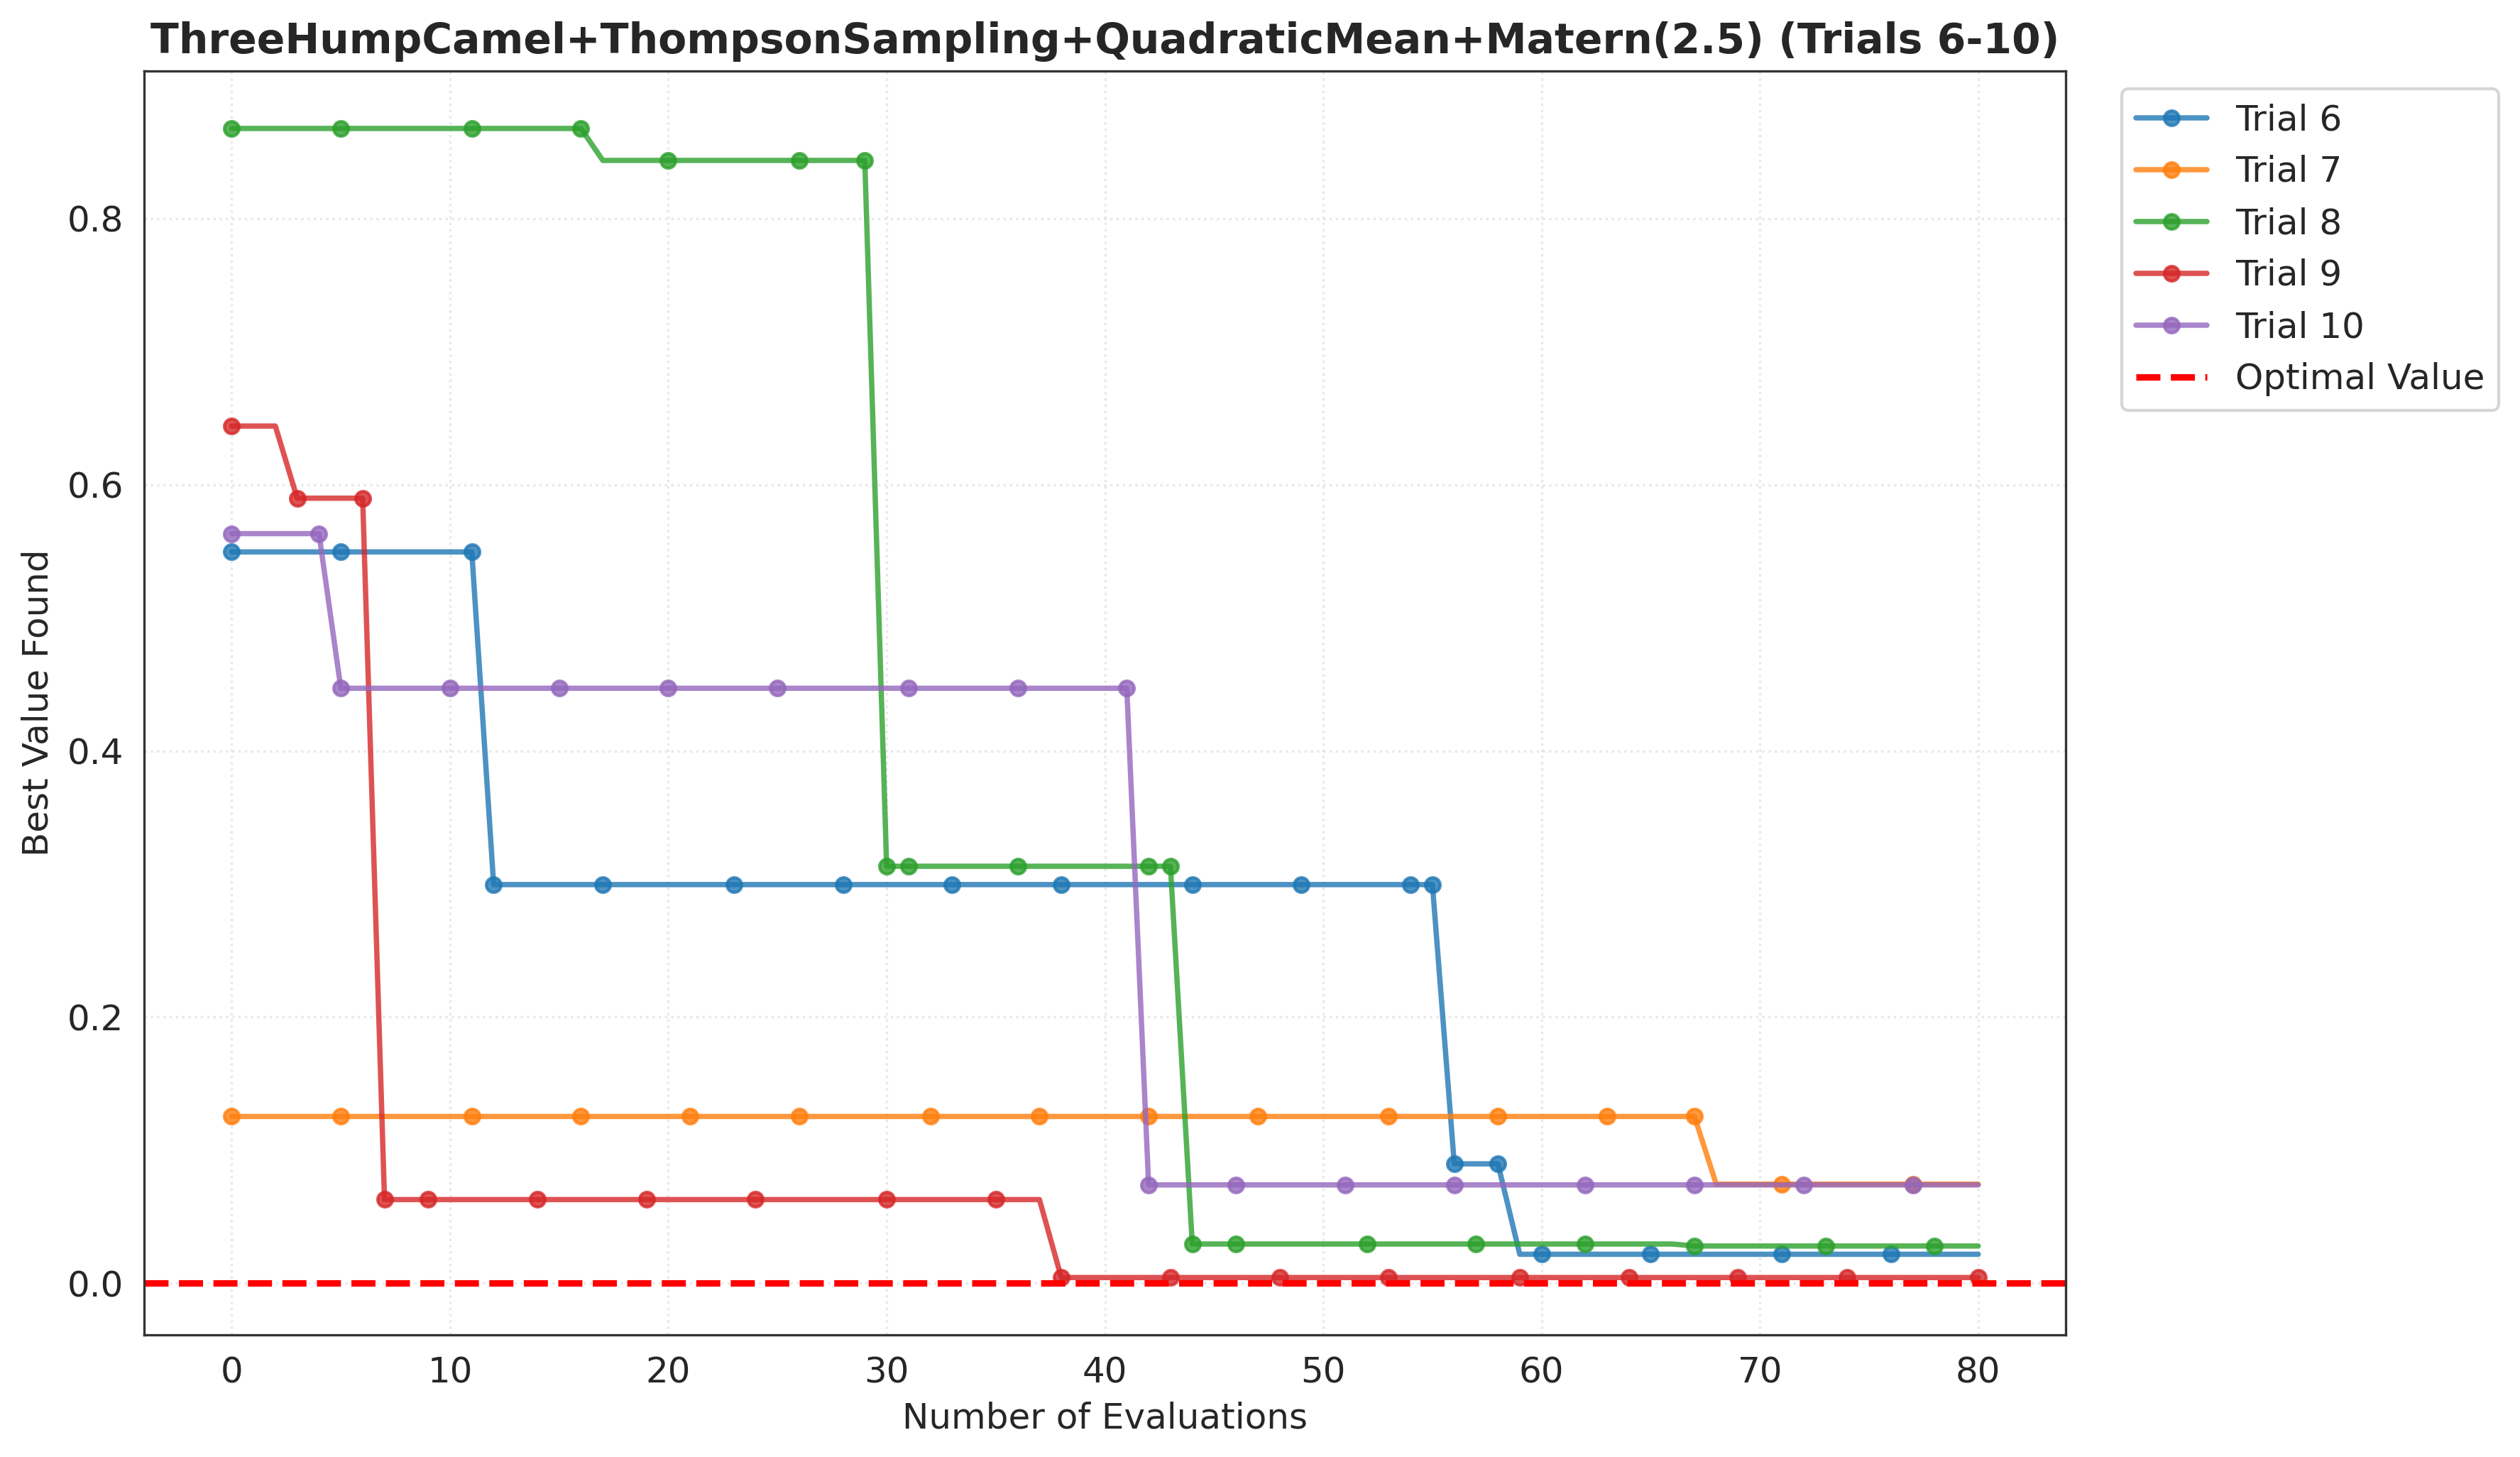 ThreeHumpCamel+ThompsonSampling+QuadraticMean+Matern(2.5) (Trials 6-10)
Trial 6
Trial 7
Trial 8
Trial 9
Trial 10
Optimal Value
Best Value Found
0.8
0.6
0.4
0.2
0.0
0 10 20 30 40 50 60 70 80
Number of Evaluations